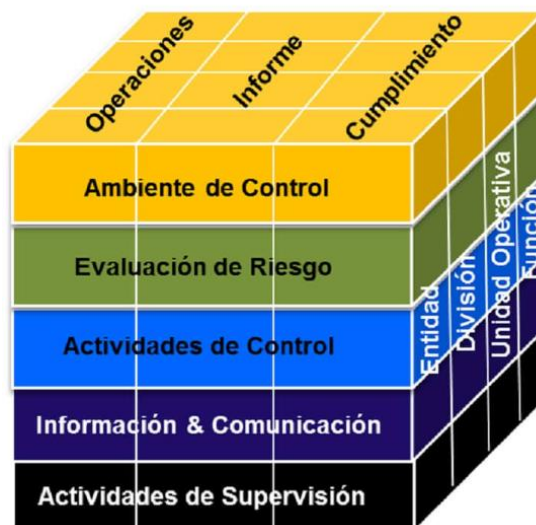 Operaciones
Informe
Cumplimiento
Ambiente de Control
Evaluación de Riesgo
Actividades de Control
Información & Comunicación
Actividades de Supervisión
Entidad
División
Unidad Operativa
Función